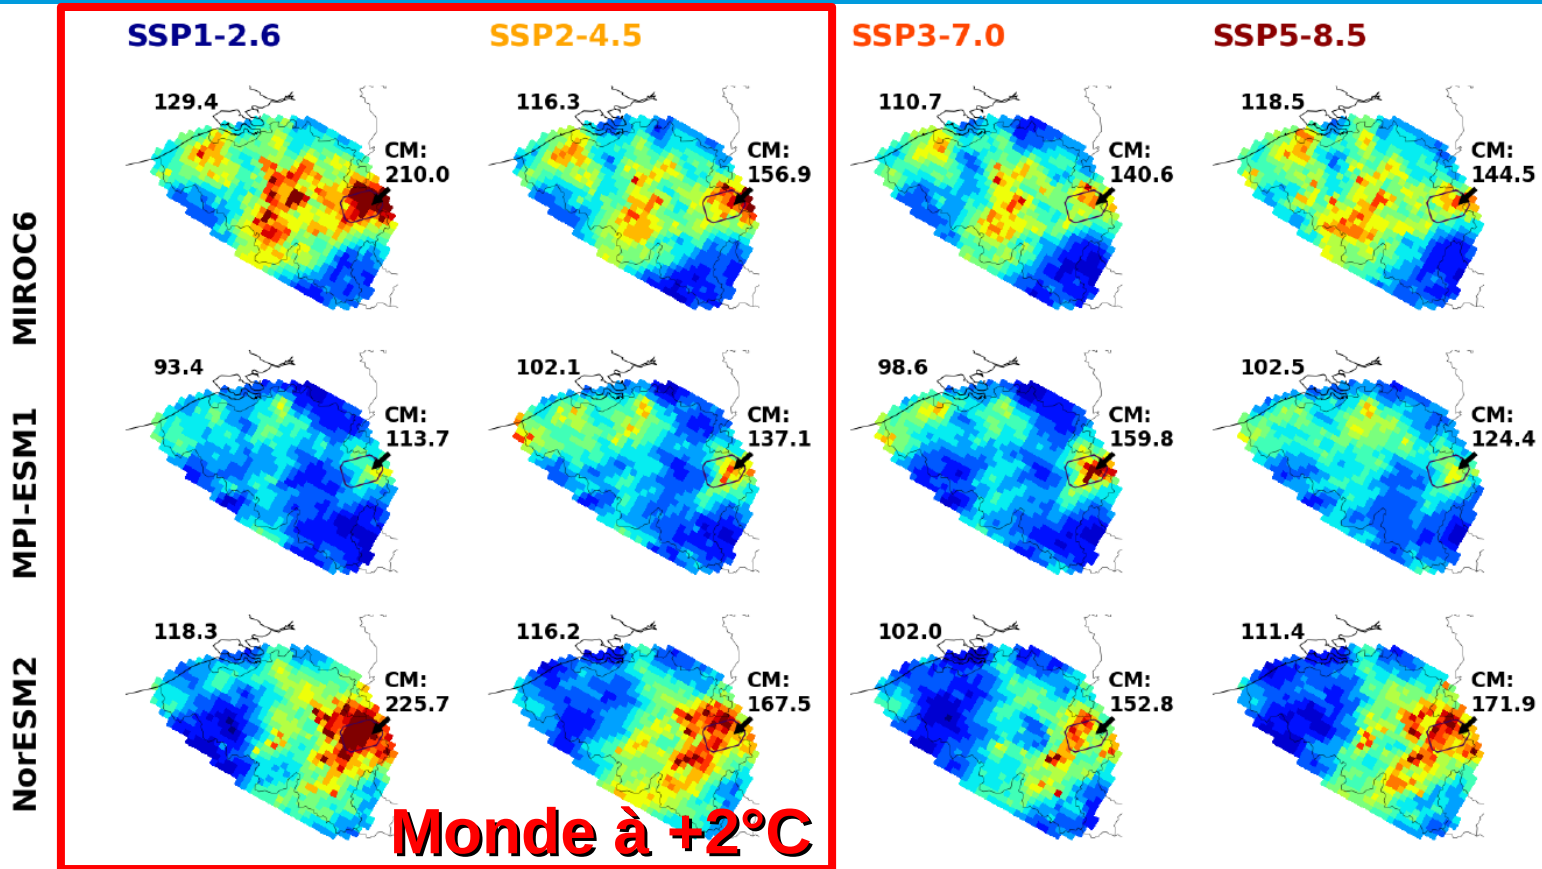 SSP1-2.6 SSP2-4.5 SSP3-7.0 SSP5-8.5
MIROC6
129.4 116.3 110.7 118.5
CM: CM: CM: CM:
210.0 156.9 140.6 144.5
MPI-ESM1
93.4 102.1 98.6 102.5
CM: CM: CM: CM:
113.7 137.1 159.8 124.4
NorESM2
118.3 116.2 102.0 111.4
CM: CM: CM: CM:
225.7 167.5 152.8 171.9
Monde à +2°C